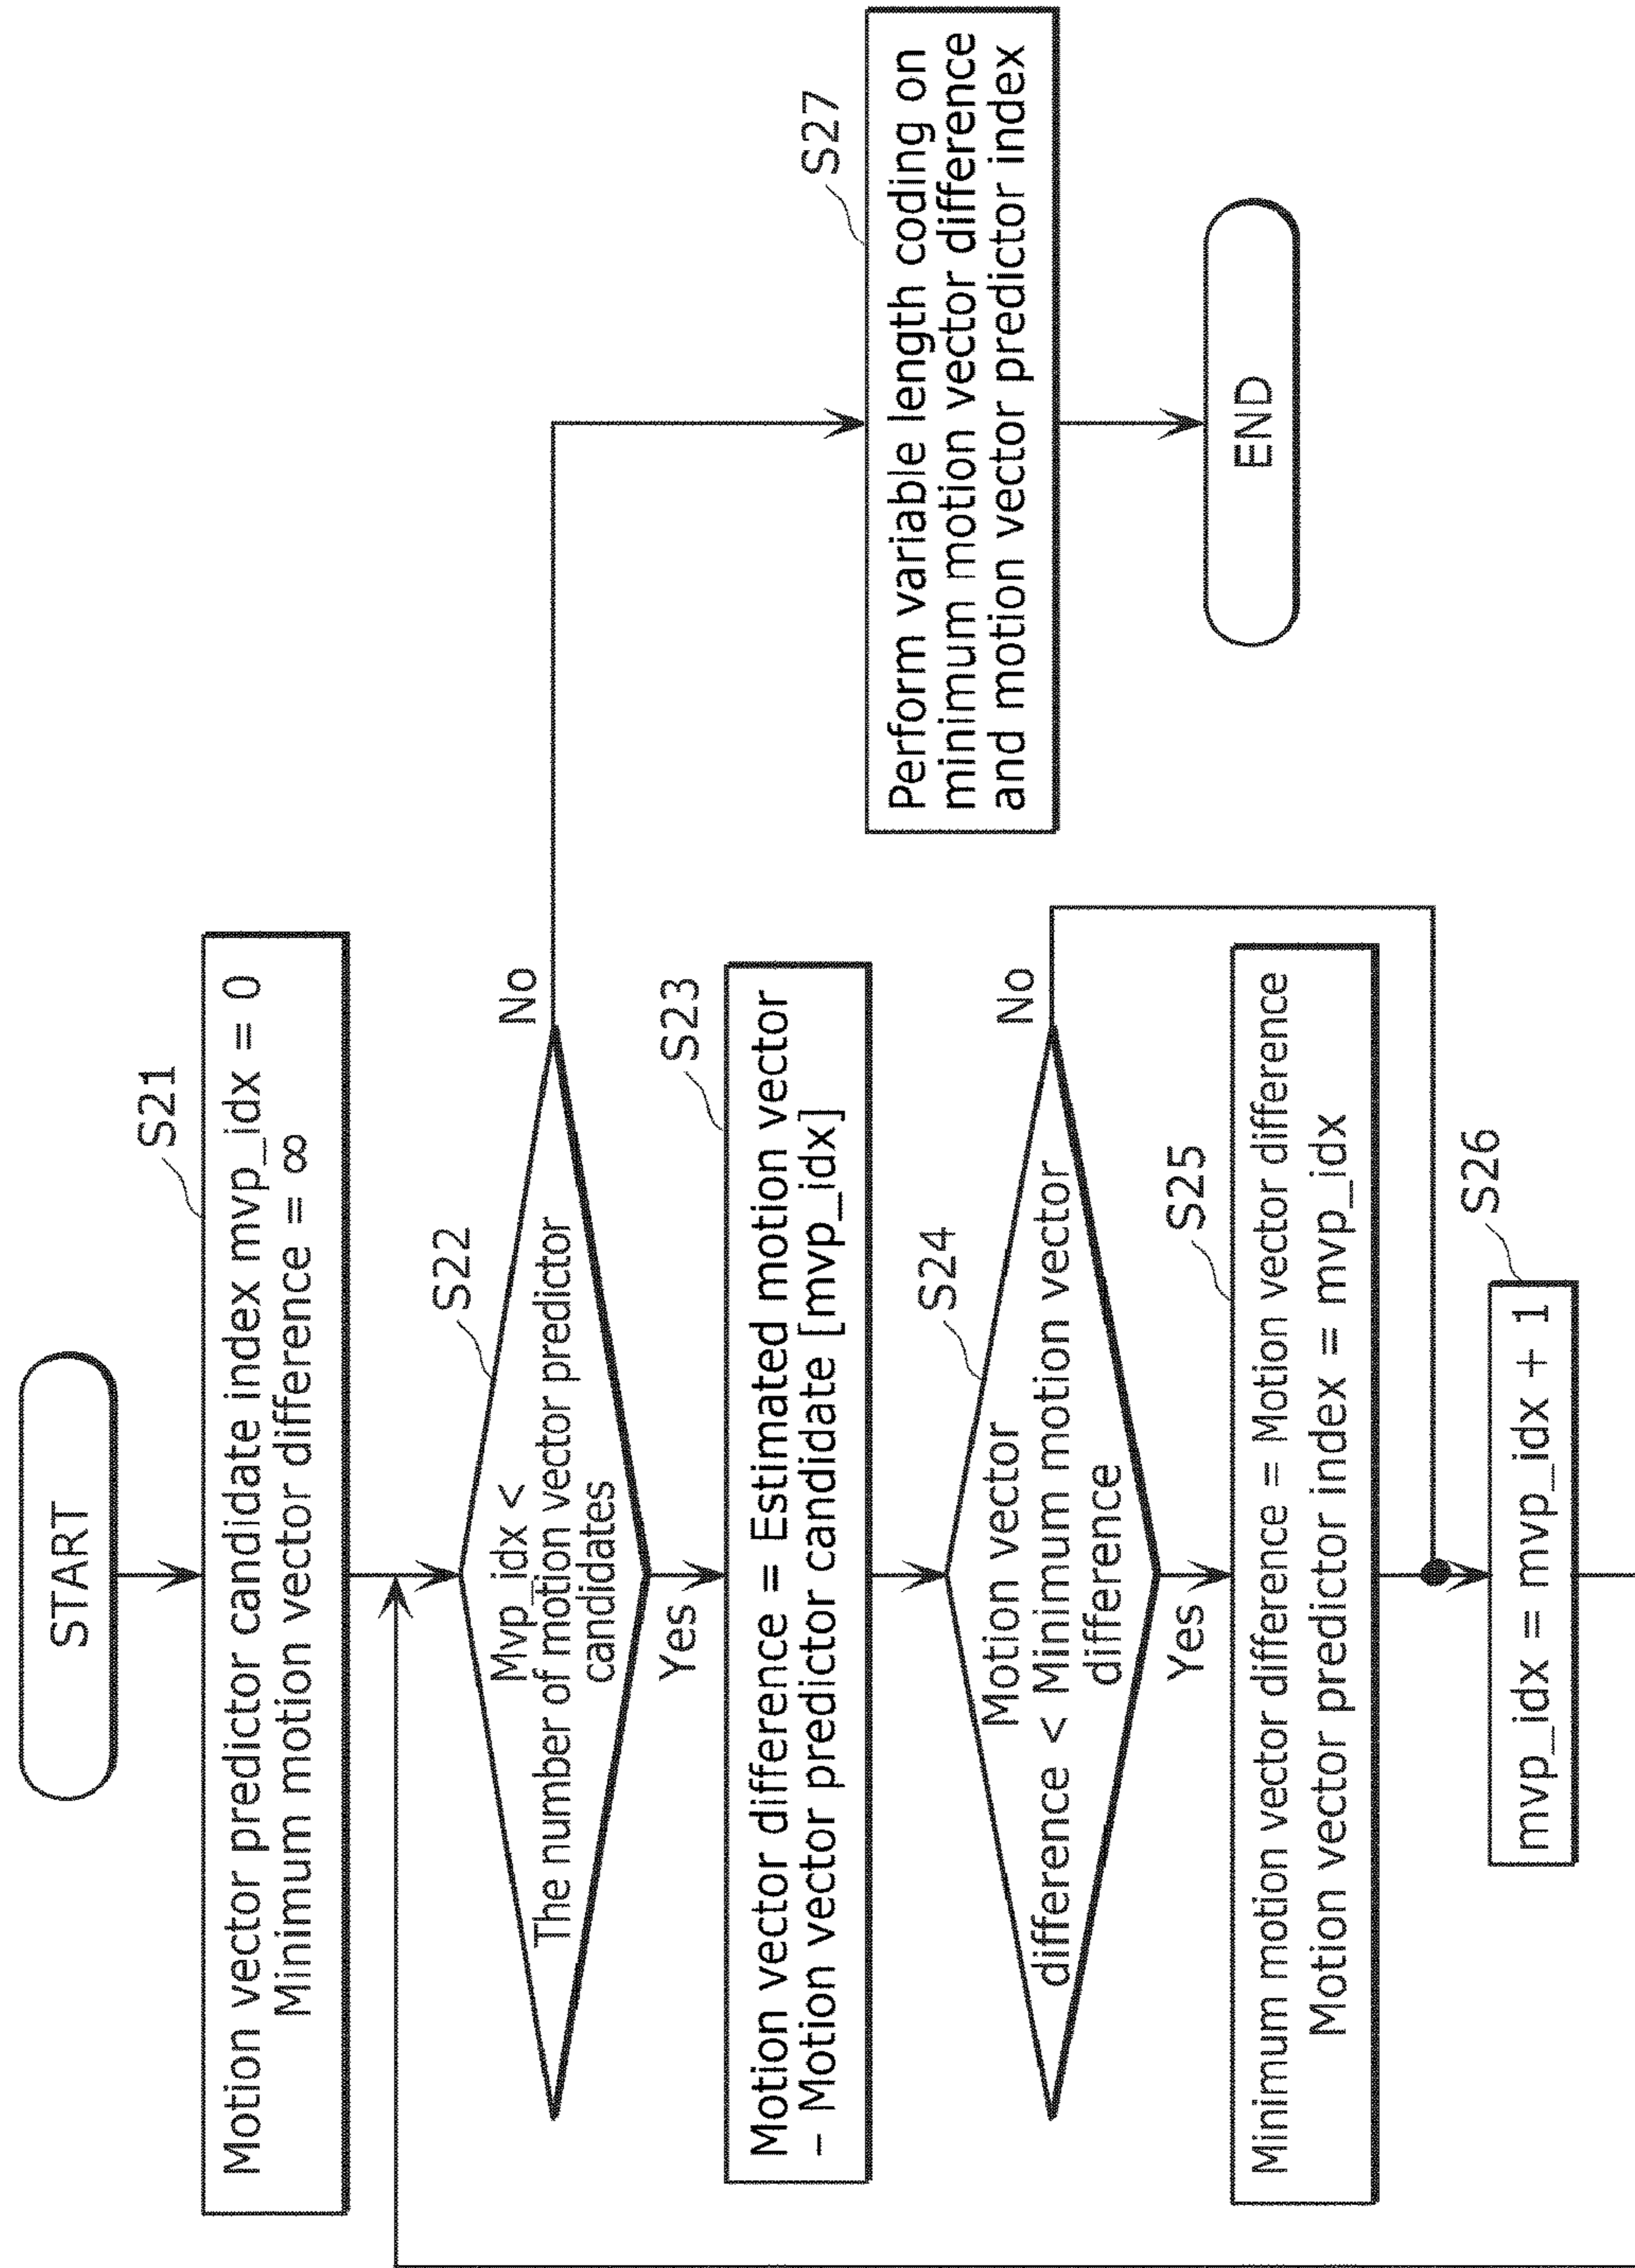 START
S21
Motion vector predictor candidate index mvp_idx = 0
Minimum motion vector difference = ∞
S22
Mvp_idx <
The number of motion vector predictor
candidates
No
Yes
S23
Motion vector difference = Estimated motion vector
– Motion vector predictor candidate [mvp_idx]
S24
Motion vector
difference < Minimum motion vector
difference
No
Yes
S25
Minimum motion vector difference = Motion vector difference
Motion vector predictor index = mvp_idx
S26
mvp_idx = mvp_idx + 1
S27
Perform variable length coding on
minimum motion vector difference
and motion vector predictor index
END